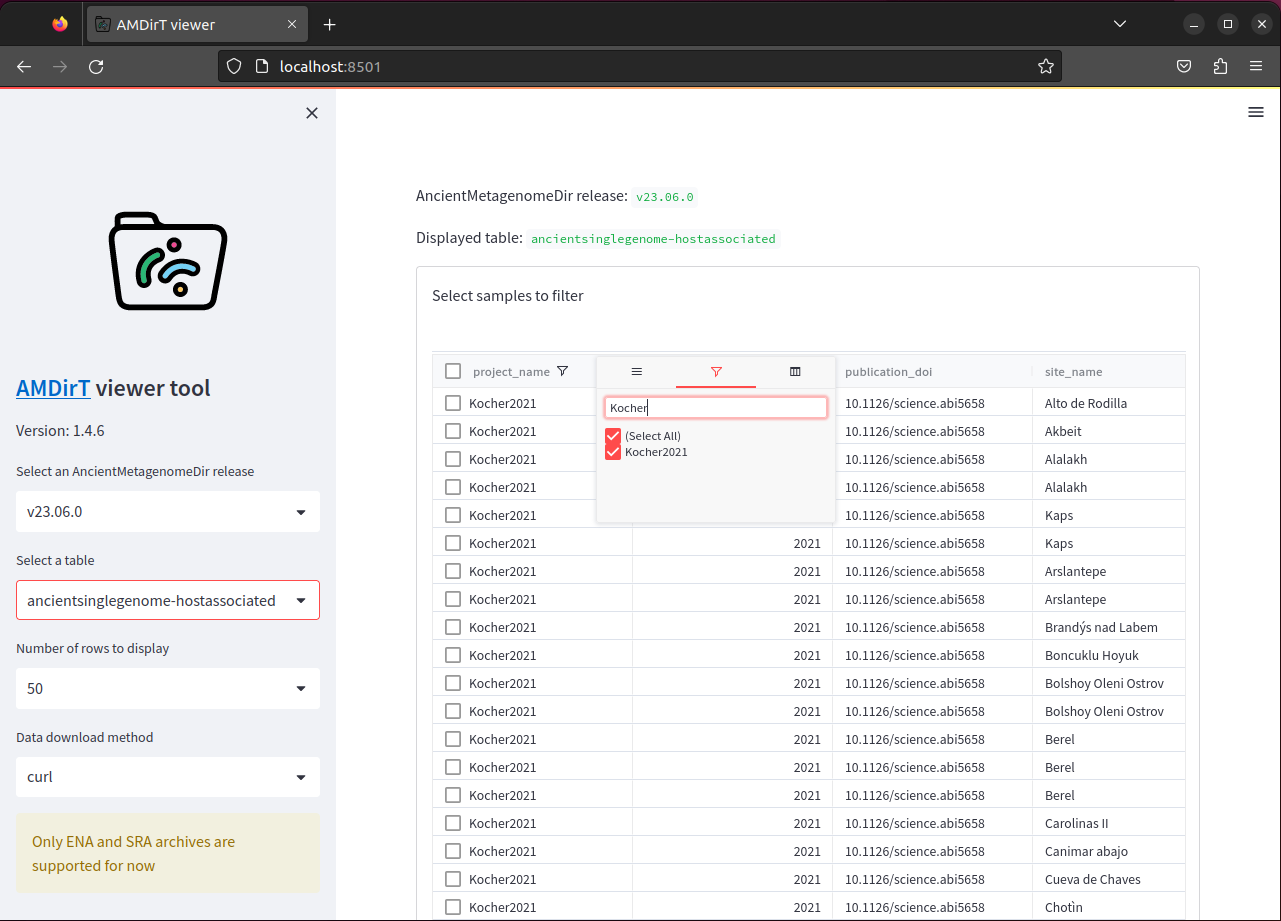 AMDirT viewer
localhost:8501
AMDirT viewer tool
Version: 1.4.6
Select an AncientMetagenomeDir release
v23.06.0
Select a table
ancientsinglegenome-hostassociated
Number of rows to display
50
Data download method
curl
Only ENA and SRA archives are
supported for now
AncientMetagenomeDir release: v23.06.0
Displayed table: ancientsinglegenome-hostassociated
Select samples to filter
project_name publication_doi site_name
Kocher
(Select All)
Kocher2021
Kocher2021 10.1126/science.abi5658 Alto de Rodilla
Kocher2021 10.1126/science.abi5658 Akbeit
Kocher2021 10.1126/science.abi5658 Alalakh
Kocher2021 10.1126/science.abi5658 Alalakh
Kocher2021 10.1126/science.abi5658 Kaps
Kocher2021 2021 10.1126/science.abi5658 Kaps
Kocher2021 2021 10.1126/science.abi5658 Arslantepe
Kocher2021 2021 10.1126/science.abi5658 Arslantepe
Kocher2021 2021 10.1126/science.abi5658 Brandýs nad Labem
Kocher2021 2021 10.1126/science.abi5658 Boncuklu Hoyuk
Kocher2021 2021 10.1126/science.abi5658 Bolshoy Oleni Ostrov
Kocher2021 2021 10.1126/science.abi5658 Bolshoy Oleni Ostrov
Kocher2021 2021 10.1126/science.abi5658 Berel
Kocher2021 2021 10.1126/science.abi5658 Berel
Kocher2021 2021 10.1126/science.abi5658 Berel
Kocher2021 2021 10.1126/science.abi5658 Carolinas II
Kocher2021 2021 10.1126/science.abi5658 Canimar abajo
Kocher2021 2021 10.1126/science.abi5658 Cueva de Chaves
Kocher2021 2021 10.1126/science.abi5658 Chotìn